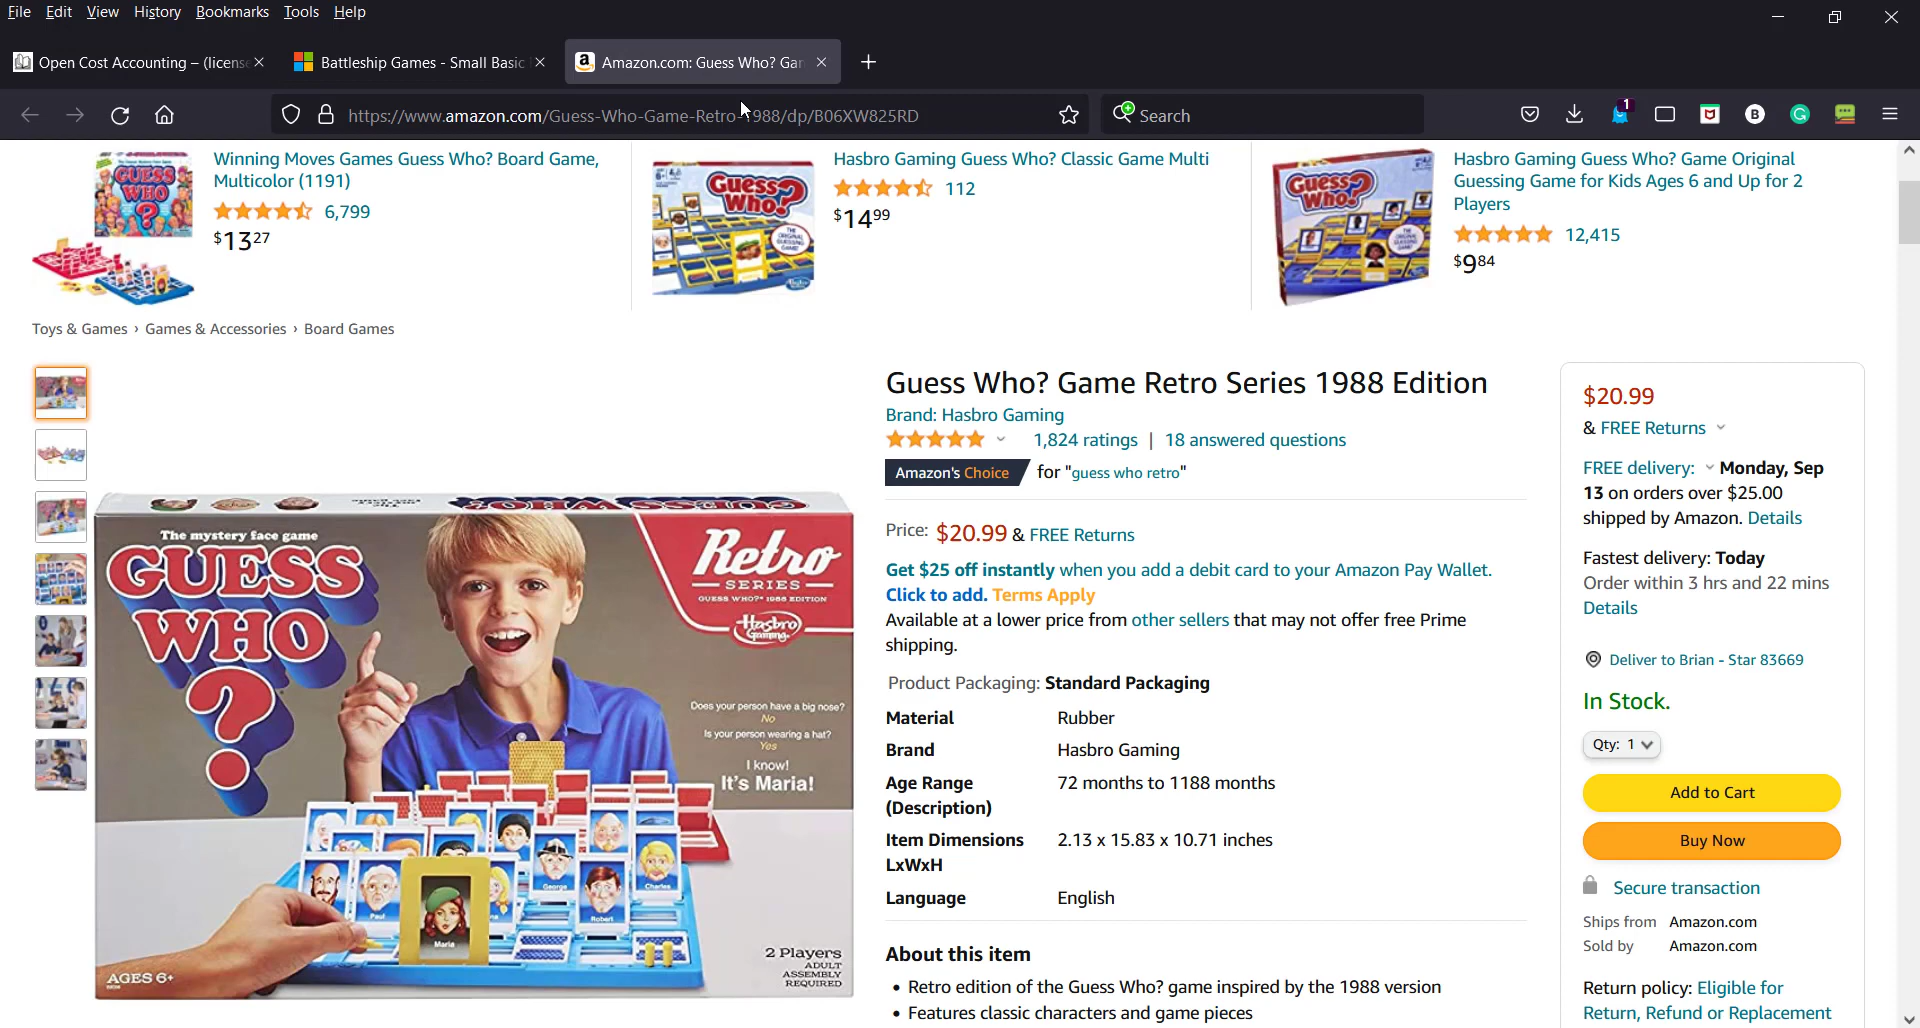 File Edit View History Bookmarks Tools Help
Open Cost Accounting – (license
Battleship Games - Small Basic
Amazon.com: Guess Who? Gam
https://www.amazon.com/Guess-Who-Game-Retro-1988/dp/B06XW825RD
Search
1
Winning Moves Games Guess Who? Board Game,
Multicolor (1191)
6,799
$13 27
Hasbro Gaming Guess Who? Classic Game Multi
112
$14 99
Hasbro Gaming Guess Who? Game Original
Guessing Game for Kids Ages 6 and Up for 2
Players
12,415
$9 84
Toys & Games › Games & Accessories › Board Games
The mystery face game
GUESS
WHO
?
Retro
SERIES
GUESS WHO?® 1988 EDITION
Hasbro
Gaming
Does your person have a big nose?
No
Is your person wearing a hat?
Yes
I know!
It's Maria!
George
Charles
Paul
Robert
Maria
2 Players
ADULT
ASSEMBLY
REQUIRED
AGES 6+
Guess Who? Game Retro Series 1988 Edition
Brand: Hasbro Gaming
1,824 ratings | 18 answered questions
Amazon's Choice for "guess who retro"
Price: $20.99 & FREE Returns
Get $25 off instantly when you add a debit card to your Amazon Pay Wallet.
Click to add. Terms Apply
Available at a lower price from other sellers that may not offer free Prime
shipping.
Product Packaging: Standard Packaging
Material Rubber
Brand Hasbro Gaming
Age Range 72 months to 1188 months
(Description)
Item Dimensions 2.13 x 15.83 x 10.71 inches
LxWxH
Language English
About this item
• Retro edition of the Guess Who? game inspired by the 1988 version
• Features classic characters and game pieces
$20.99
& FREE Returns
FREE delivery: Monday, Sep
13 on orders over $25.00
shipped by Amazon. Details
Fastest delivery: Today
Order within 3 hrs and 22 mins
Details
Deliver to Brian - Star 83669
In Stock.
Qty: 1
Add to Cart
Buy Now
Secure transaction
Ships from Amazon.com
Sold by Amazon.com
Return policy: Eligible for
Return, Refund or Replacement